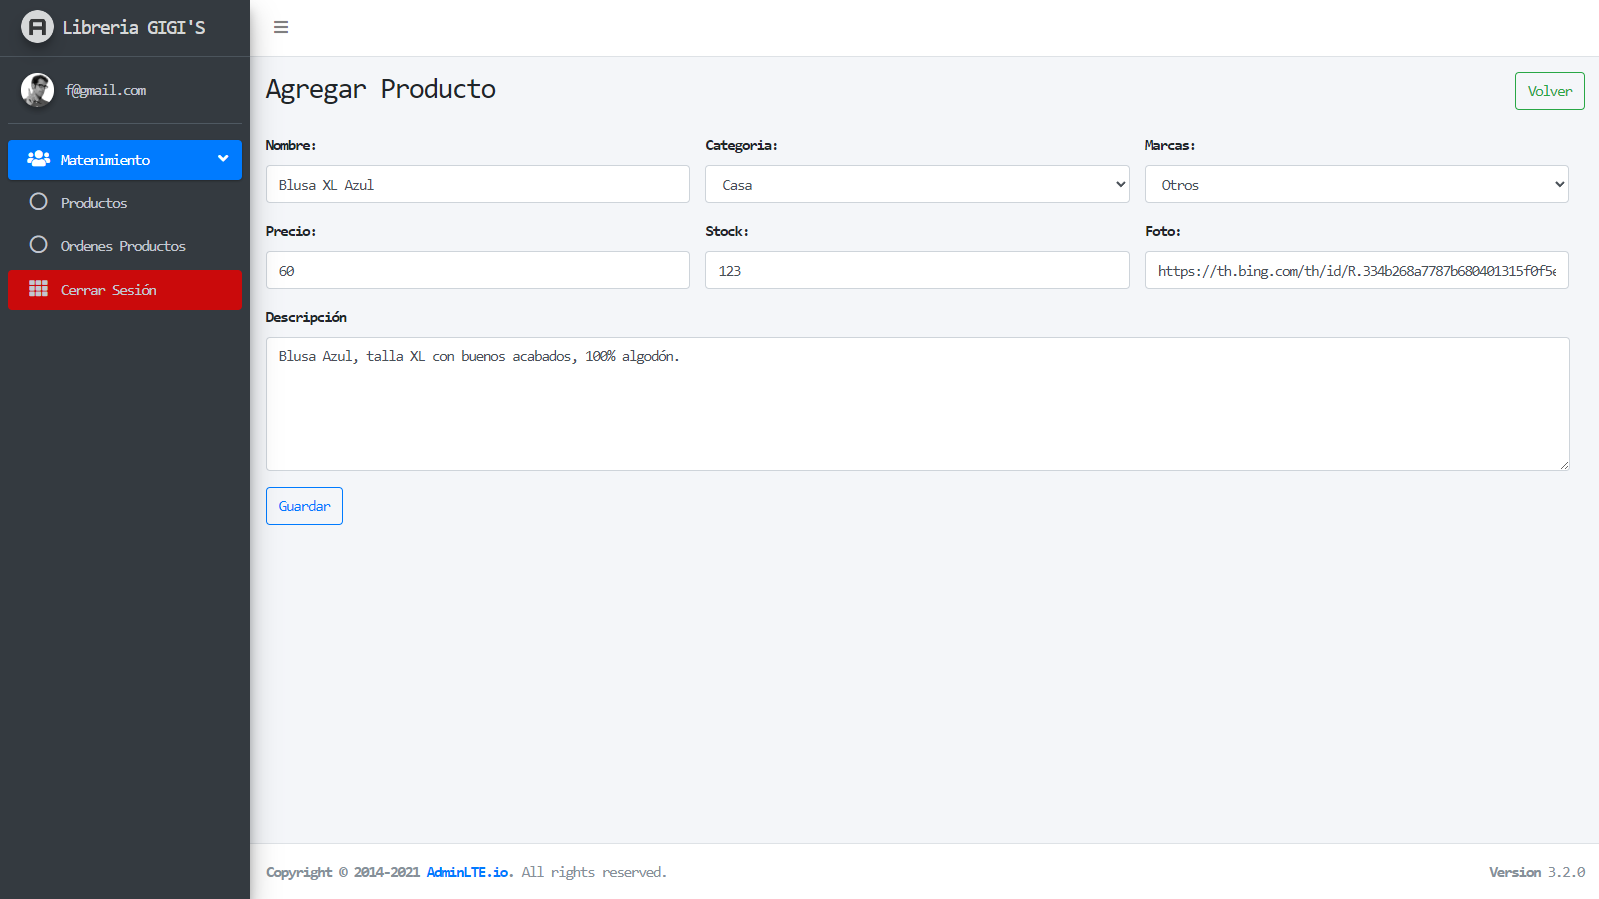 Libreria GIGI'S
f@gmail.com
Matenimiento
Productos
Ordenes Productos
Cerrar Sesión
Agregar Producto
Volver
Nombre:
Categoria:
Marcas:
Blusa XL Azul
Casa
Otros
Precio:
Stock:
Foto:
60
123
https://th.bing.com/th/id/R.334b268a7787b680401315f0f5e
Descripción
Blusa Azul, talla XL con buenos acabados, 100% algodón.
Guardar
Copyright © 2014-2021 AdminLTE.io. All rights reserved.
Version 3.2.0